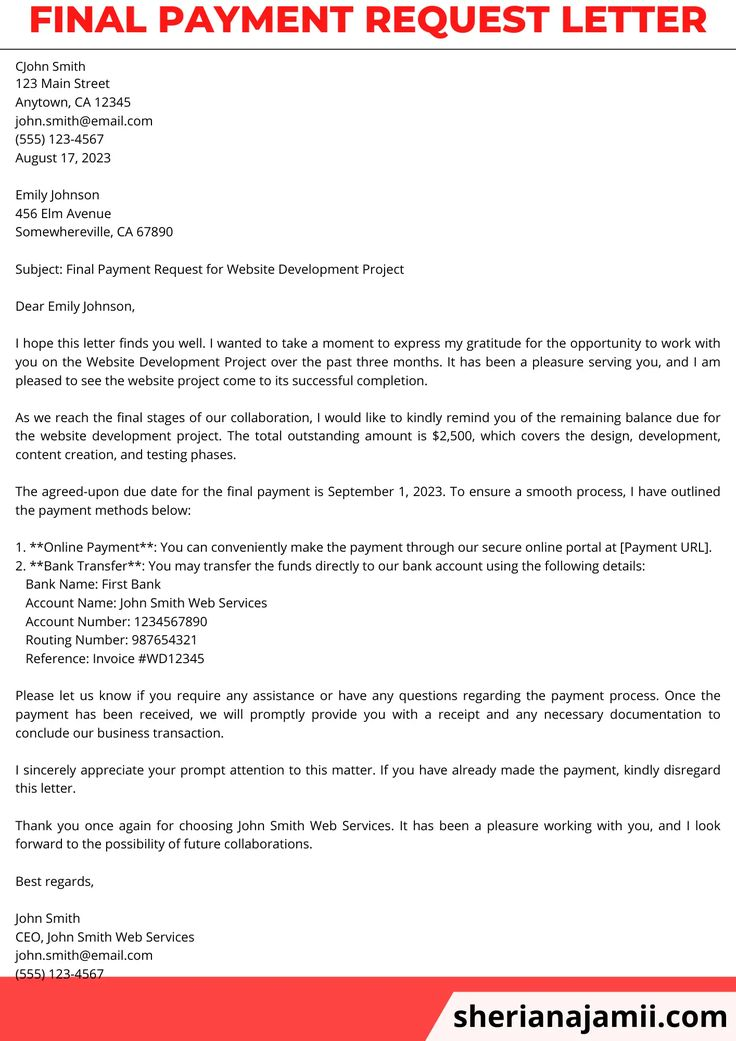 FINAL PAYMENT REQUEST LETTER
CJohn Smith
123 Main Street
Anytown, CA 12345
john.smith@email.com
(555) 123-4567
August 17, 2023
Emily Johnson
456 Elm Avenue
Somewhereville, CA 67890
Subject: Final Payment Request for Website Development Project
Dear Emily Johnson,
I hope this letter finds you well. I wanted to take a moment to express my gratitude for the opportunity to work with
you on the Website Development Project over the past three months. It has been a pleasure serving you, and I am
pleased to see the website project come to its successful completion.
As we reach the final stages of our collaboration, I would like to kindly remind you of the remaining balance due for
the website development project. The total outstanding amount is $2,500, which covers the design, development,
content creation, and testing phases.
The agreed-upon due date for the final payment is September 1, 2023. To ensure a smooth process, I have outlined
the payment methods below:
1. **Online Payment**: You can conveniently make the payment through our secure online portal at [Payment URL].
2. **Bank Transfer**: You may transfer the funds directly to our bank account using the following details:
Bank Name: First Bank
Account Name: John Smith Web Services
Account Number: 1234567890
Routing Number: 987654321
Reference: Invoice #WD12345
Please let us know if you require any assistance or have any questions regarding the payment process. Once the
payment has been received, we will promptly provide you with a receipt and any necessary documentation to
conclude our business transaction.
I sincerely appreciate your prompt attention to this matter. If you have already made the payment, kindly disregard
this letter.
Thank you once again for choosing John Smith Web Services. It has been a pleasure working with you, and I look
forward to the possibility of future collaborations.
Best regards,
John Smith
CEO, John Smith Web Services
john.smith@email.com
(555) 123-4567
sherianajamii.com